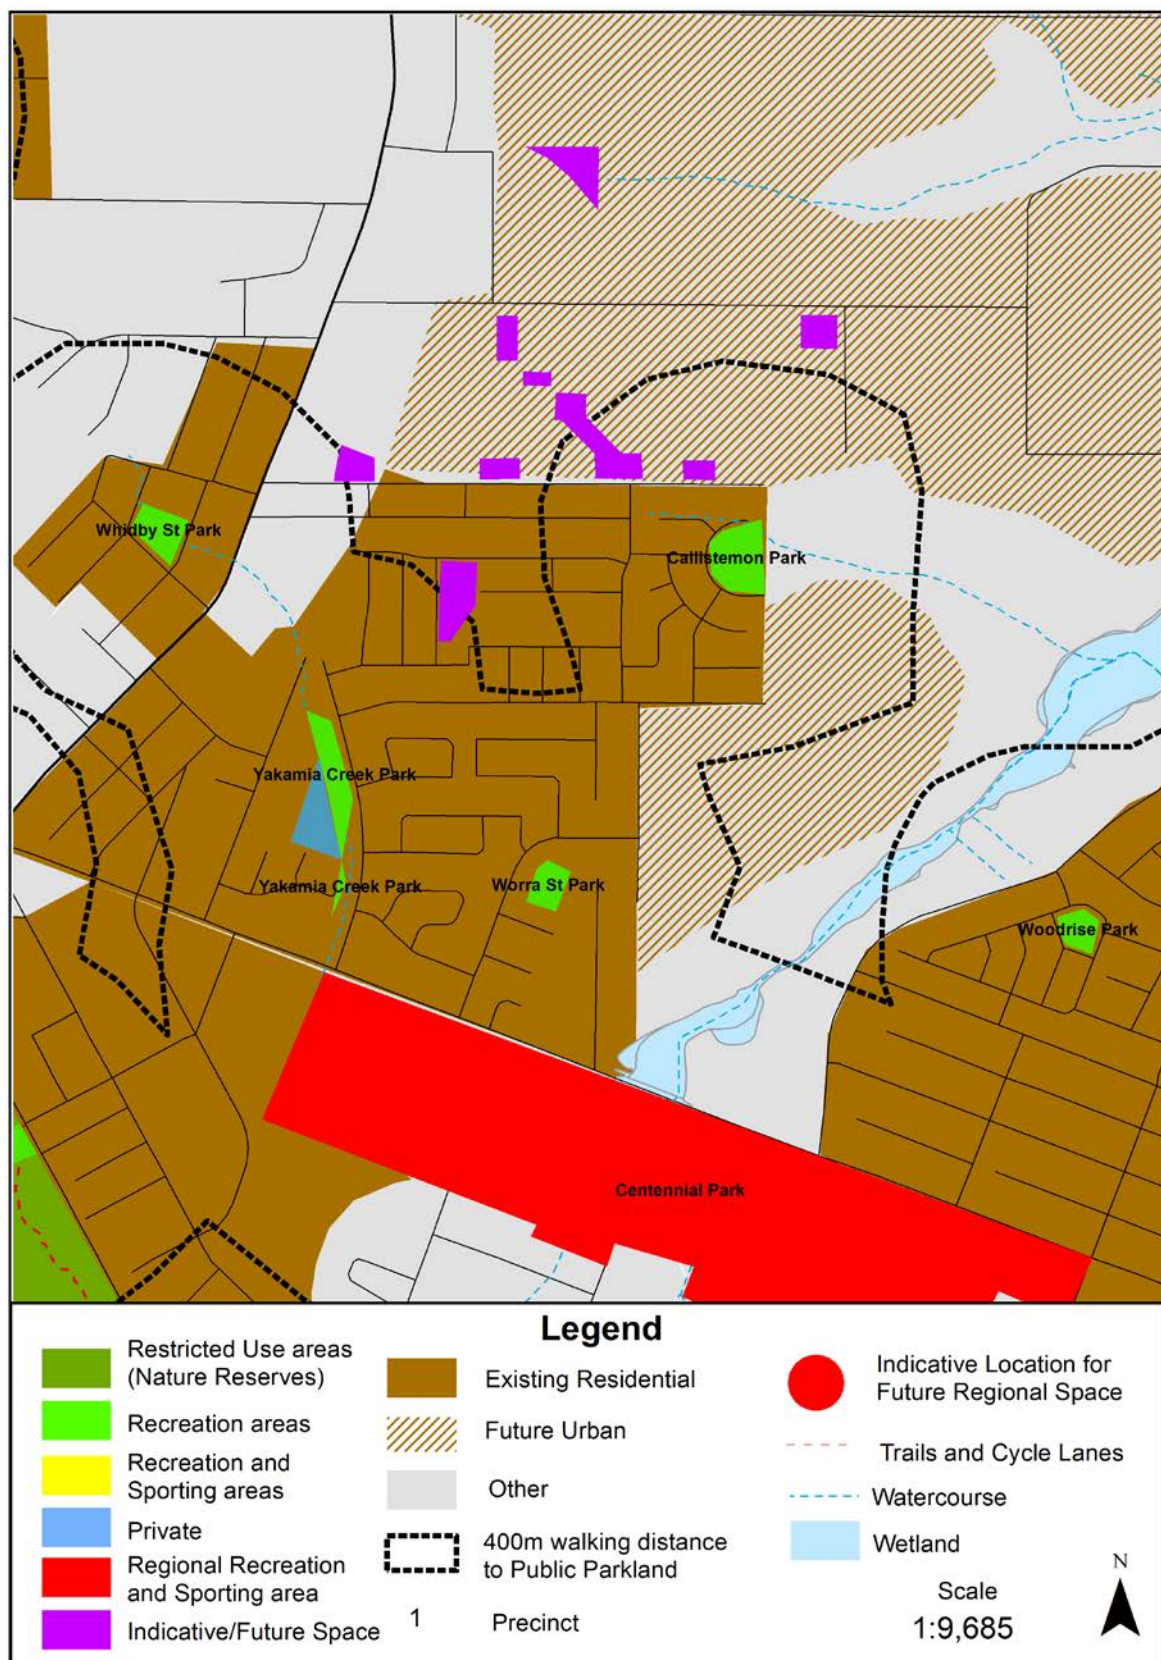 Whidby St Park
Callistemon Park
Yakamia Creek Park
Yakamia Creek Park
Worra St Park
Woodrise Park
Centennial Park
Legend
Restricted Use areas
(Nature Reserves)
Recreation areas
Recreation and
Sporting areas
Private
Regional Recreation
and Sporting area
Indicative/Future Space
Existing Residential
Future Urban
Other
400m walking distance
to Public Parkland
1 Precinct
Indicative Location for
Future Regional Space
Trails and Cycle Lanes
Watercourse
Wetland
Scale
1:9,685
N